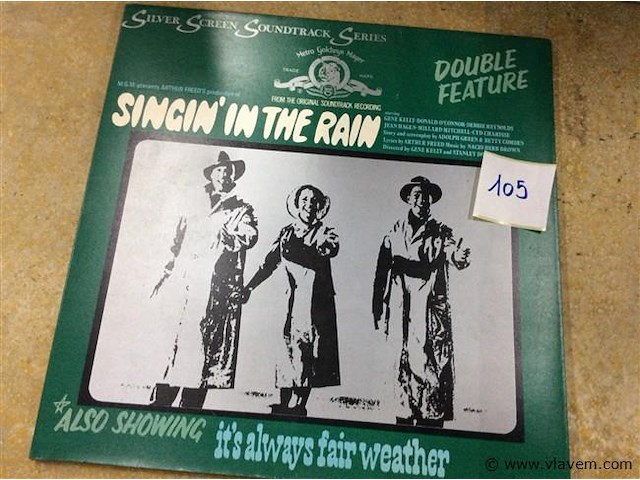 Silver Screen Soundtrack Series
Metro Goldwyn Mayer
TRADE MARK
DOUBLE
FEATURE
M.G.M. presents ARTHUR FREED'S production of
FROM THE ORIGINAL SOUNDTRACK RECORDING
SINGIN' IN THE RAIN
starring
GENE KELLY · DONALD O'CONNOR · DEBBIE REYNOLDS
JEAN HAGEN · MILLARD MITCHELL · CYD CHARISSE
Story and screenplay by ADOLPH GREEN & BETTY COMDEN
Lyrics by ARTHUR FREED Music by NACIO HERB BROWN
Directed by GENE KELLY and STANLEY
105
ALSO SHOWING
it's always fair weather
© www.vlavem.com